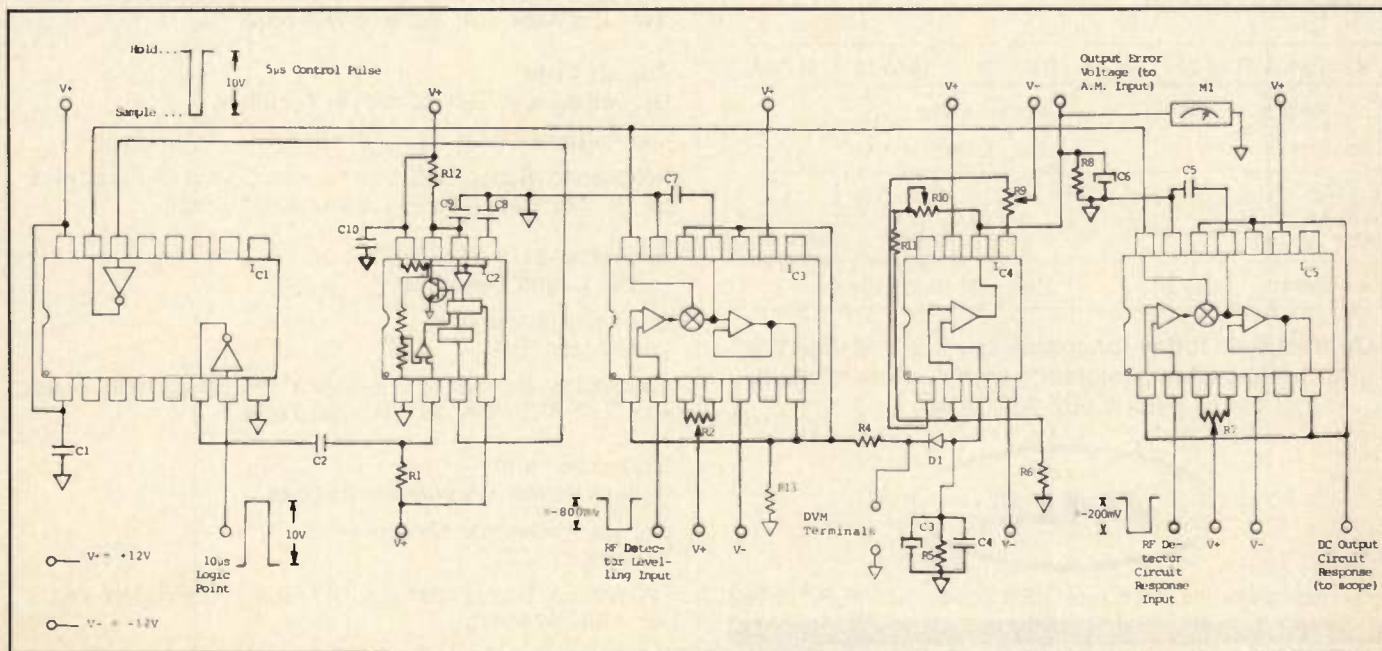 Hold...
10V
5µs Control Pulse
Sample ...
V+
V+
V+
V+
V-
Output Error
Voltage (to
A.M. Input)
M1
V+
R12
C9
C8
C7
R10
R9
R8
C6
C5
C10
R11
IC1
C2
IC3
IC4
IC5
C1
C2
R1
R2
R4
D1
R7
R6
R13
≈-800mV
≈-200mV
10V
10µs
Logic
Point
V+
RF Detec-
tor Level-
ling Input
V+
V-
DVM
Terminals
C3
R5
C4
V-
RF De-
tector
Circuit
Response
Input
V+
V-
DC Output
Circuit
Response
(to scope)
V+ = +12V
V- = -12V